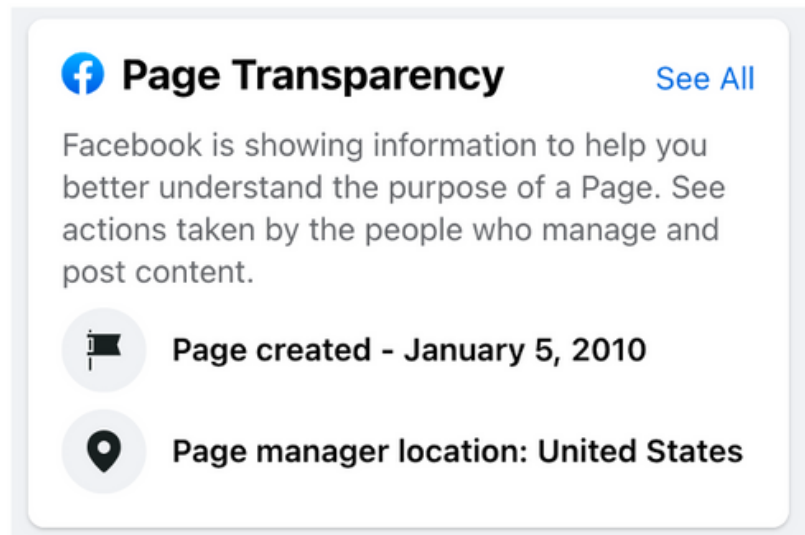 Page Transparency See All
Facebook is showing information to help you
better understand the purpose of a Page. See
actions taken by the people who manage and
post content.
Page created - January 5, 2010
Page manager location: United States